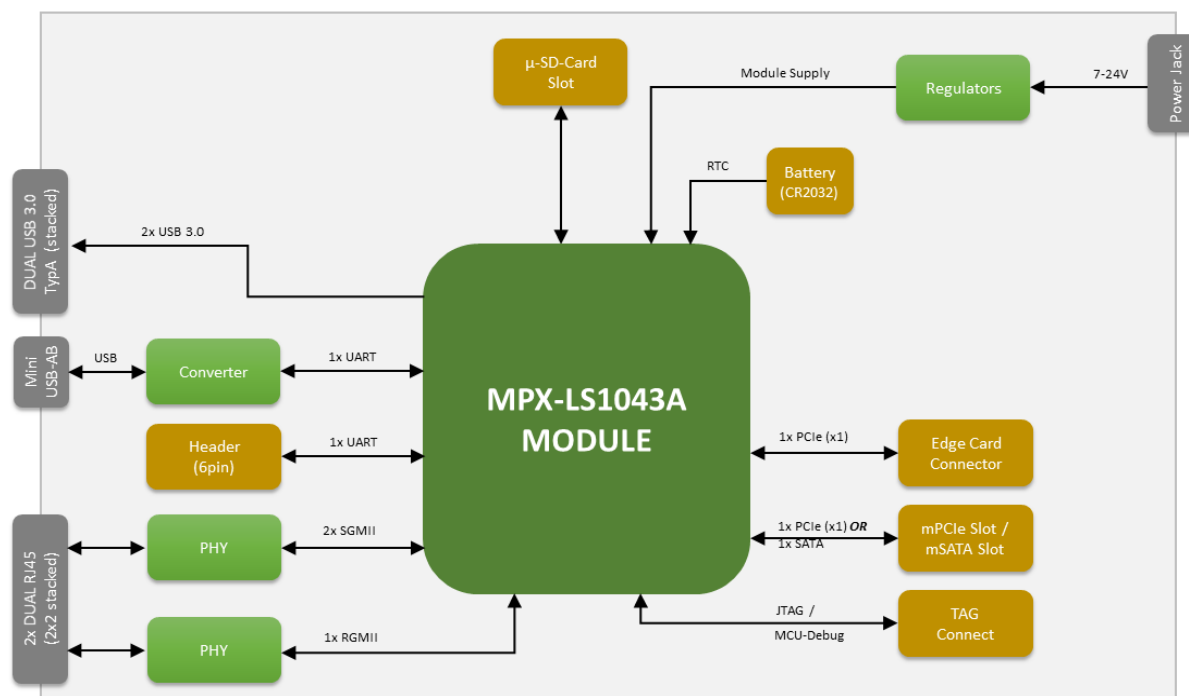 µ-SD-Card
Slot
Module Supply
Regulators
7-24V
Power Jack
RTC
Battery
(CR2032)
DUAL USB 3.0
TypA (stacked)
2x USB 3.0
Mini
USB-AB
USB
Converter
1x UART
MPX-LS1043A
MODULE
Header
(6pin)
1x UART
1x PCIe (x1)
Edge Card
Connector
2x DUAL RJ45
(2x2 stacked)
PHY
2x SGMII
1x PCIe (x1) OR
1x SATA
mPCIe Slot /
mSATA Slot
PHY
1x RGMII
JTAG /
MCU-Debug
TAG
Connect